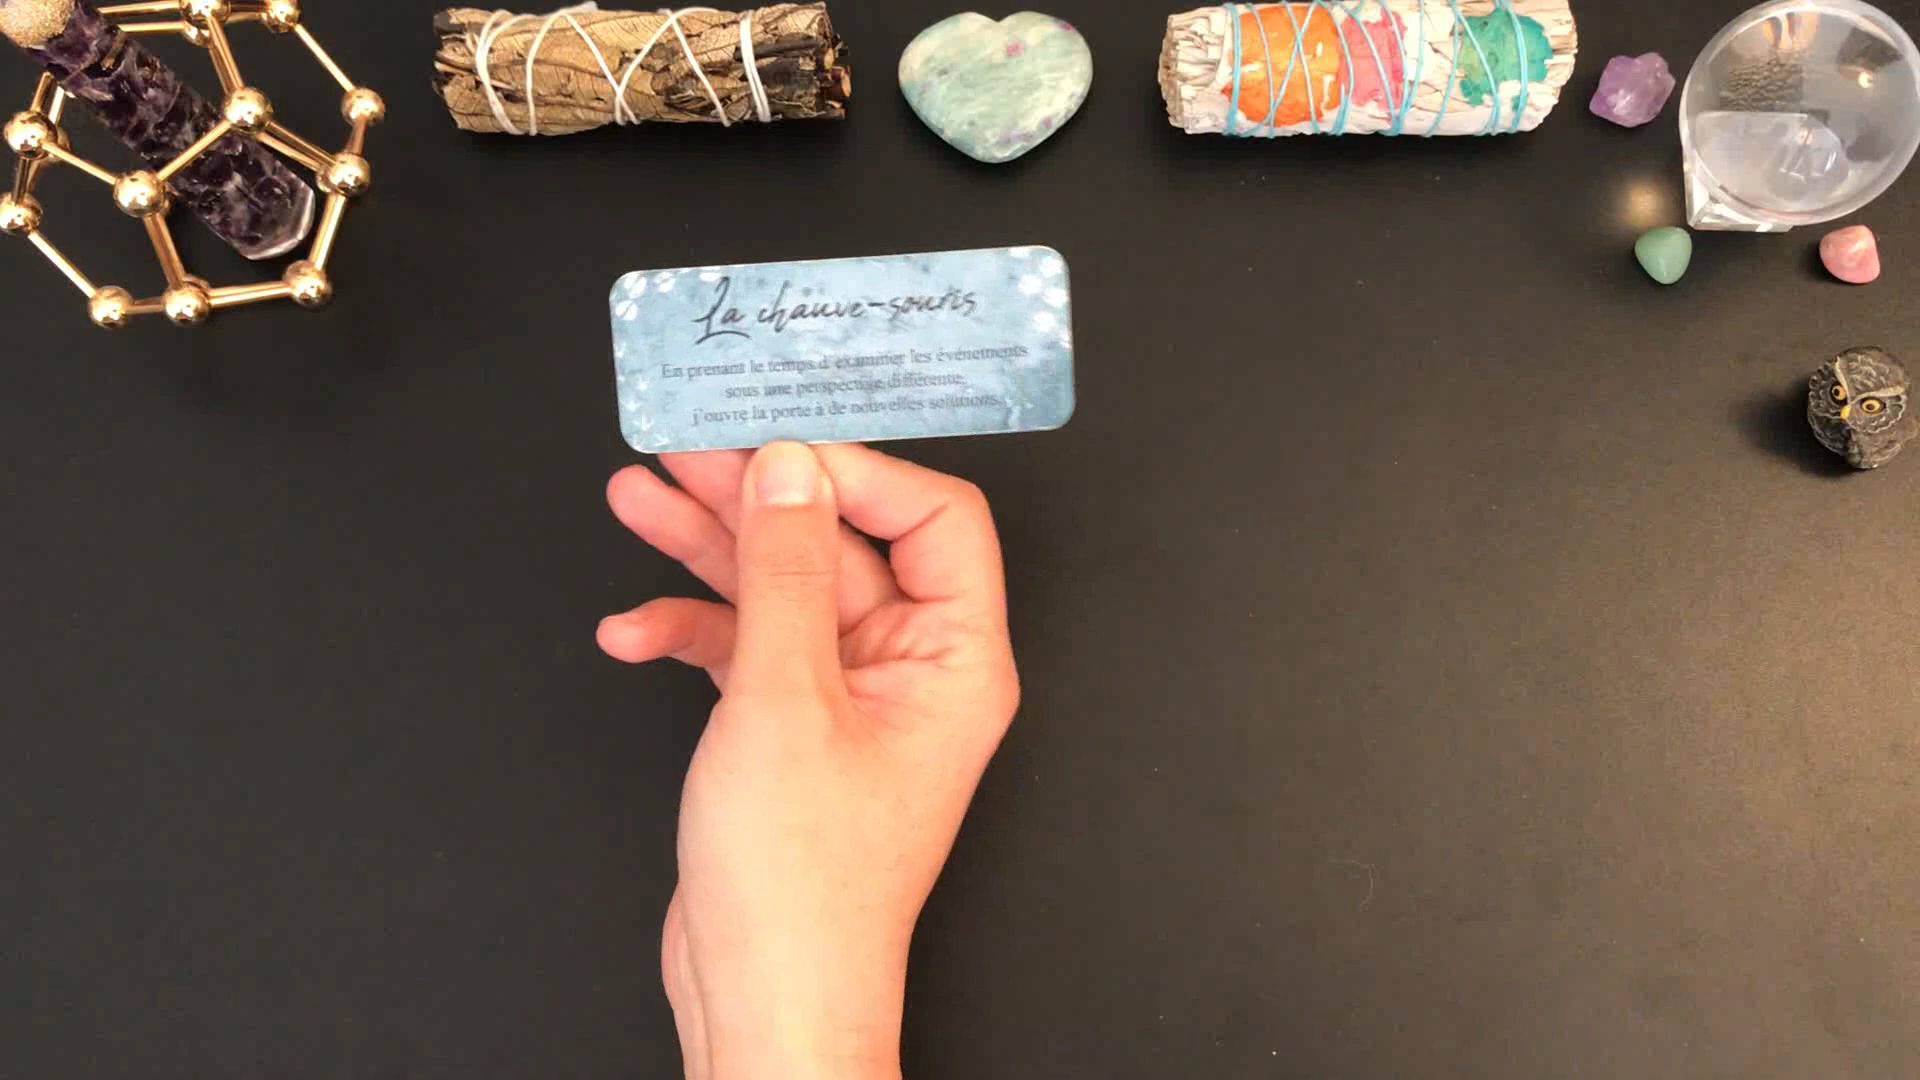 La chauve-souris
En prenant le temps d'examiner les événements
sous une perspective différente,
j'ouvre la porte à de nouvelles solutions.